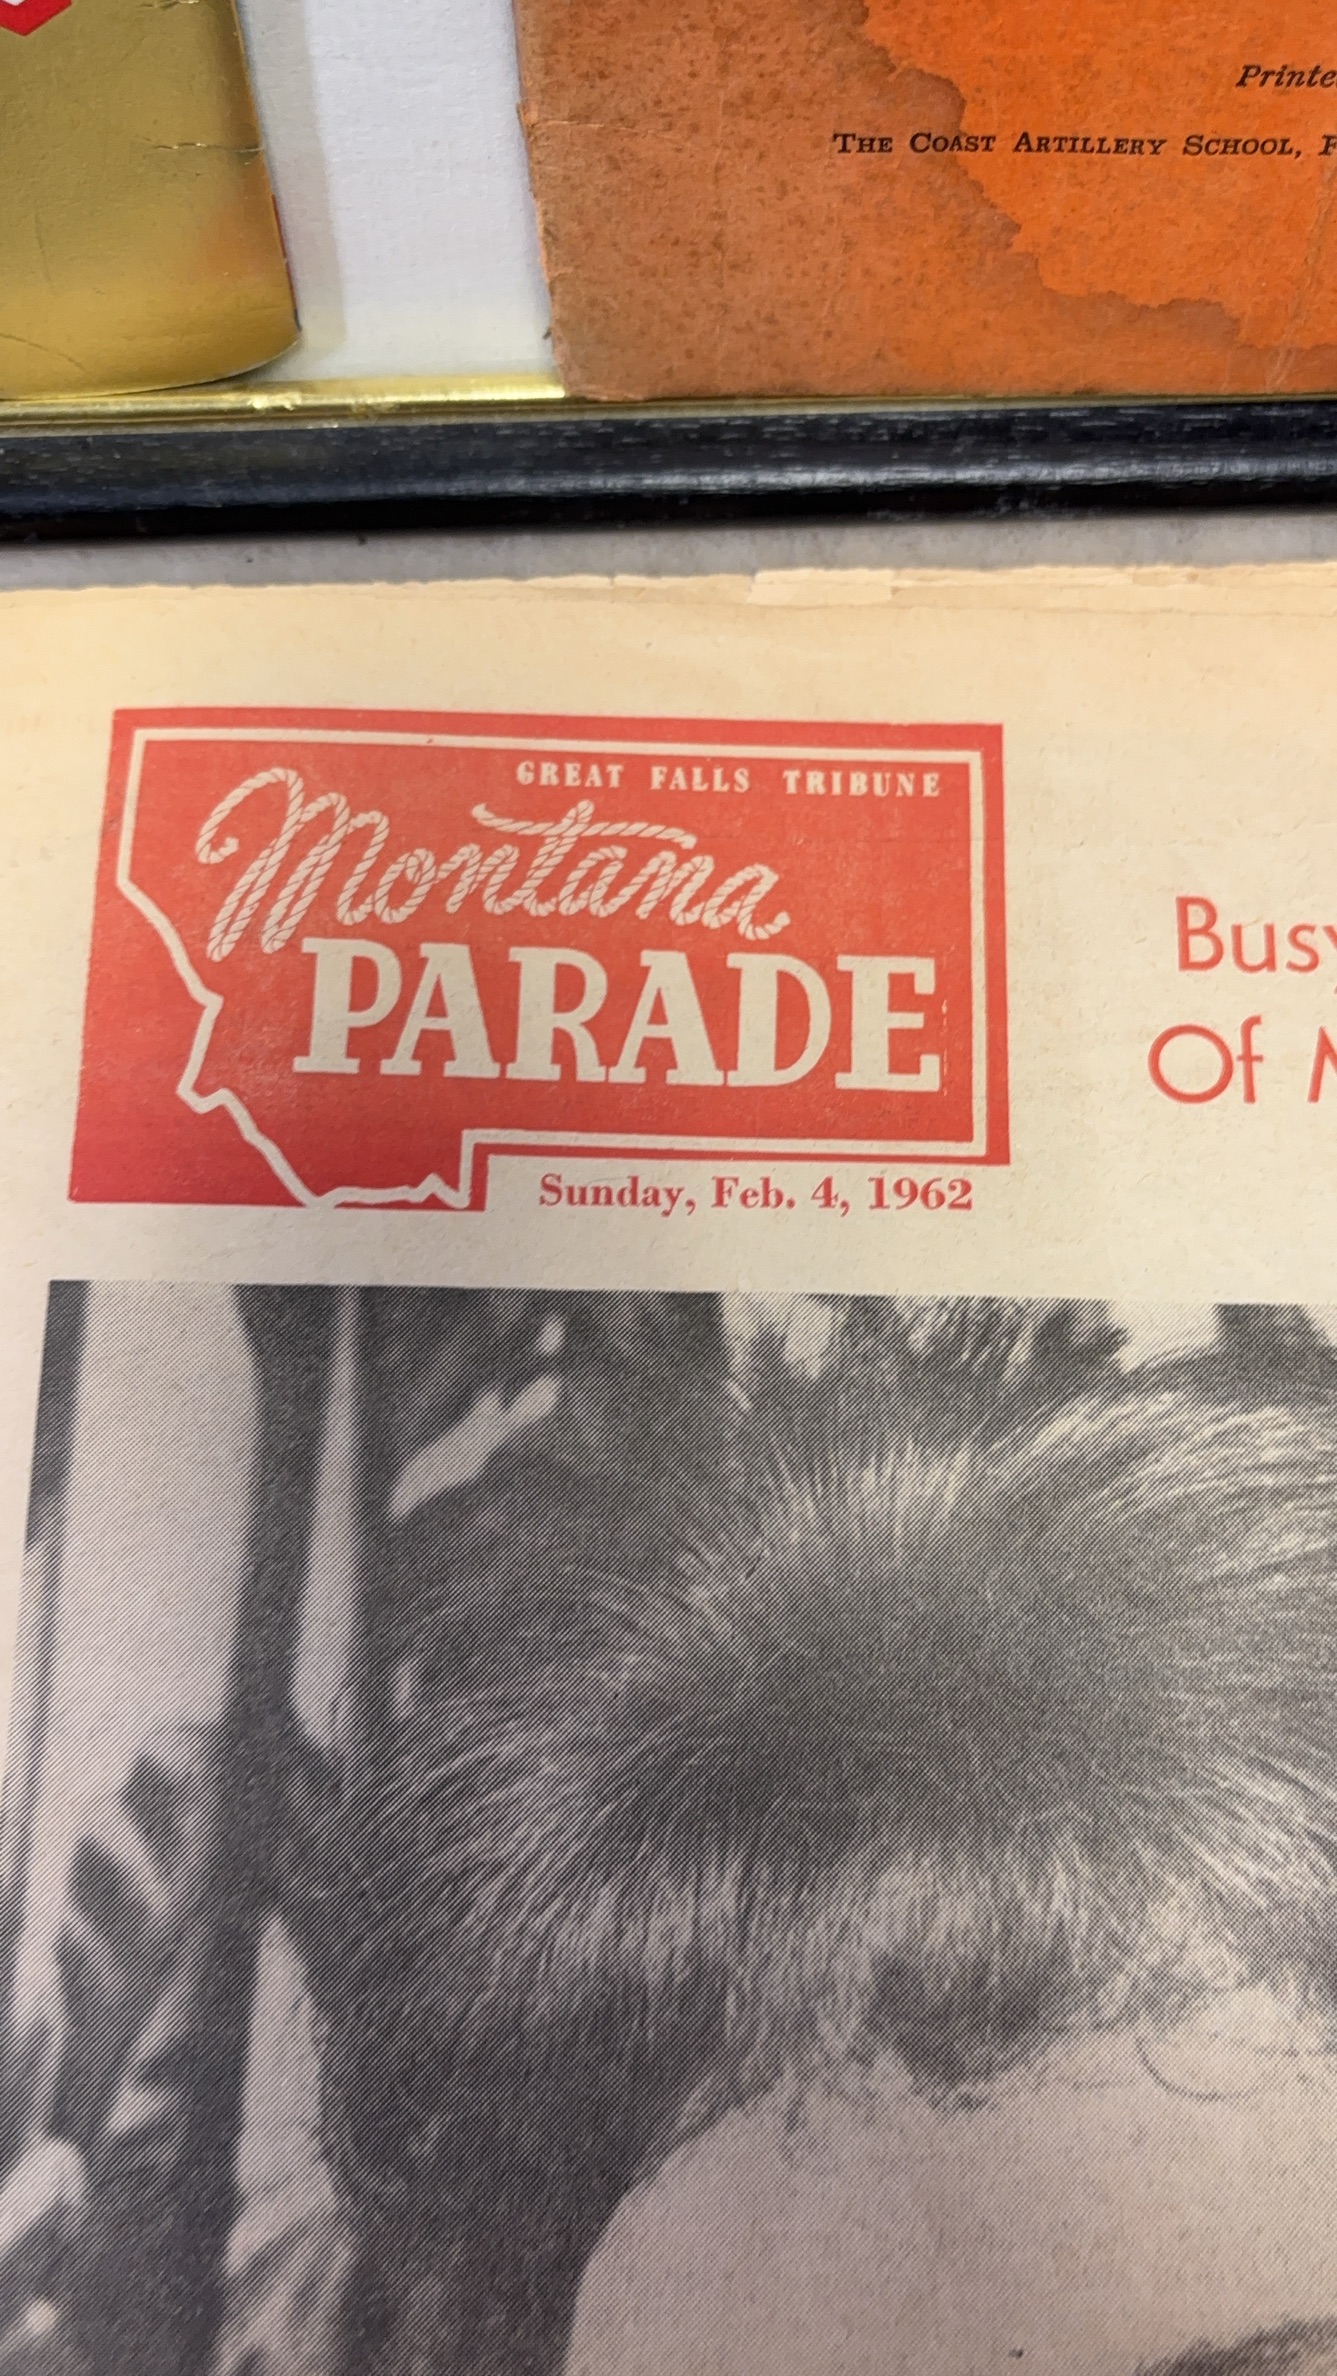 Printe
THE COAST ARTILLERY SCHOOL, F
GREAT FALLS TRIBUNE
Montana
PARADE
Sunday, Feb. 4, 1962
Busy
Of M